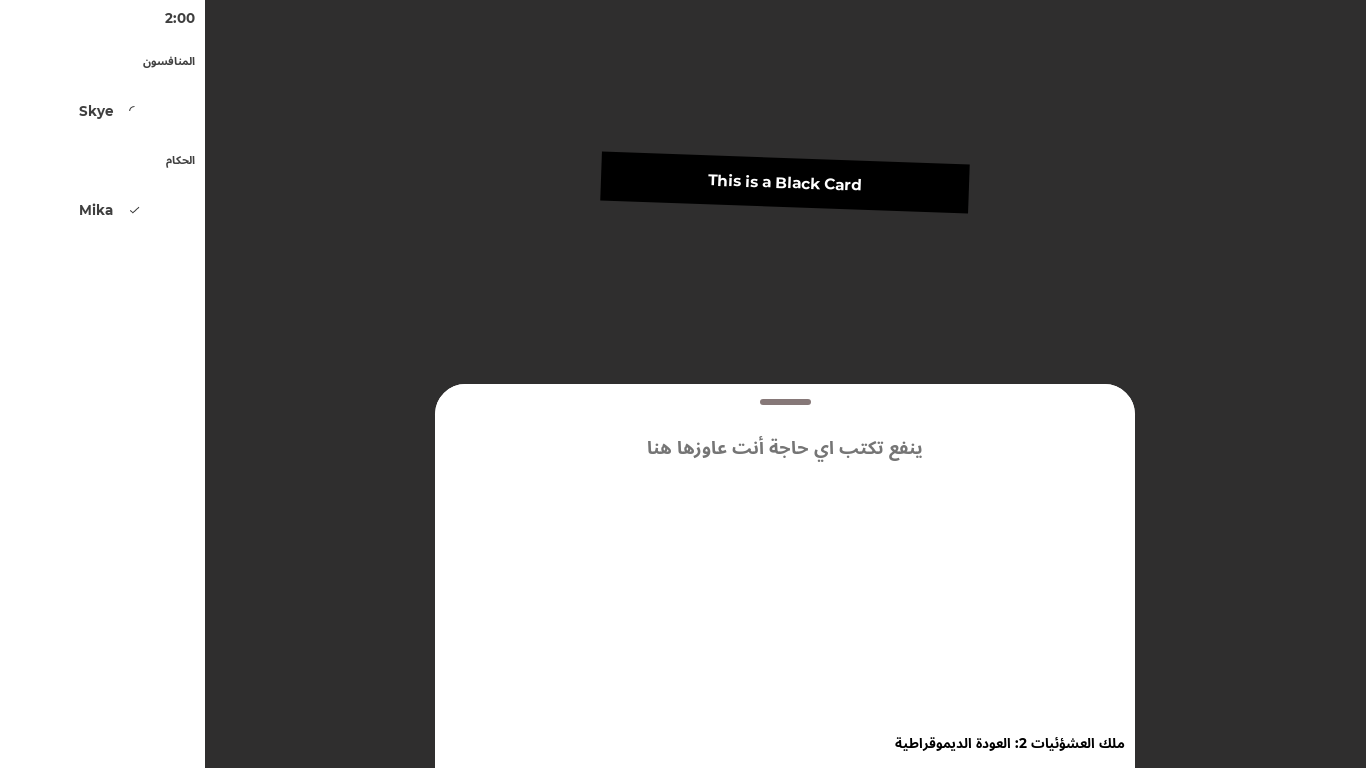 2:00
المنافسون
Skye
الحكام
Mika
This is a Black Card
ينفع تكتب اي حاجة أنت عاوزها هنا
ملك العشؤئيات 2: العودة الديموقراطية